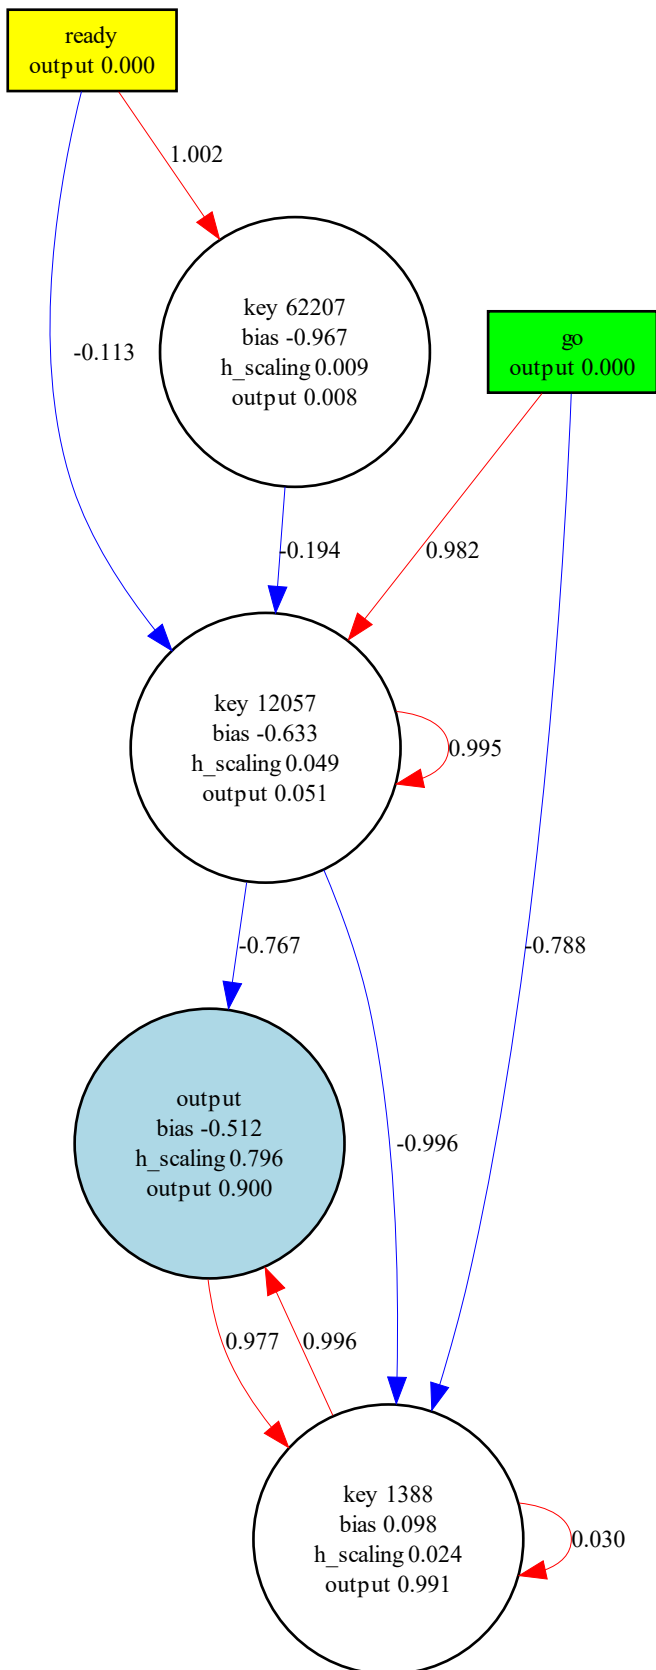 ready
output 0.000
1.002
key 62207
bias -0.967
h_scaling 0.009
output 0.008
go
output 0.000
-0.113
-0.194
0.982
key 12057
bias -0.633
h_scaling 0.049
output 0.051
0.995
-0.767
-0.788
output
bias -0.512
h_scaling 0.796
output 0.900
-0.996
0.977
0.996
key 1388
bias 0.098
h_scaling 0.024
output 0.991
0.030